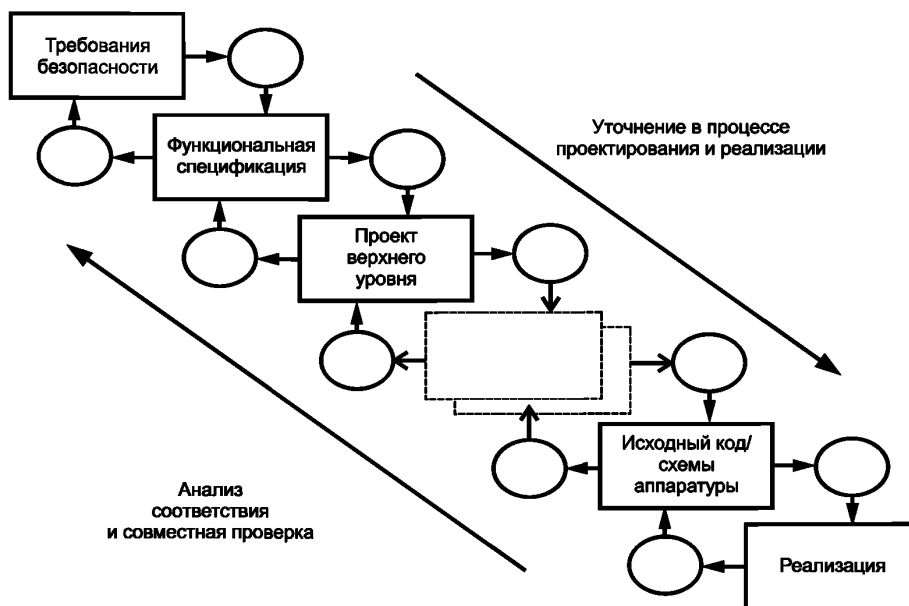 Требования
безопасности
Уточнение в процессе
проектирования и реализации
Функциональная
спецификация
Проект
верхнего
уровня
Исходный код/
схемы
аппаратуры
Анализ
соответствия
и совместная проверка
Реализация